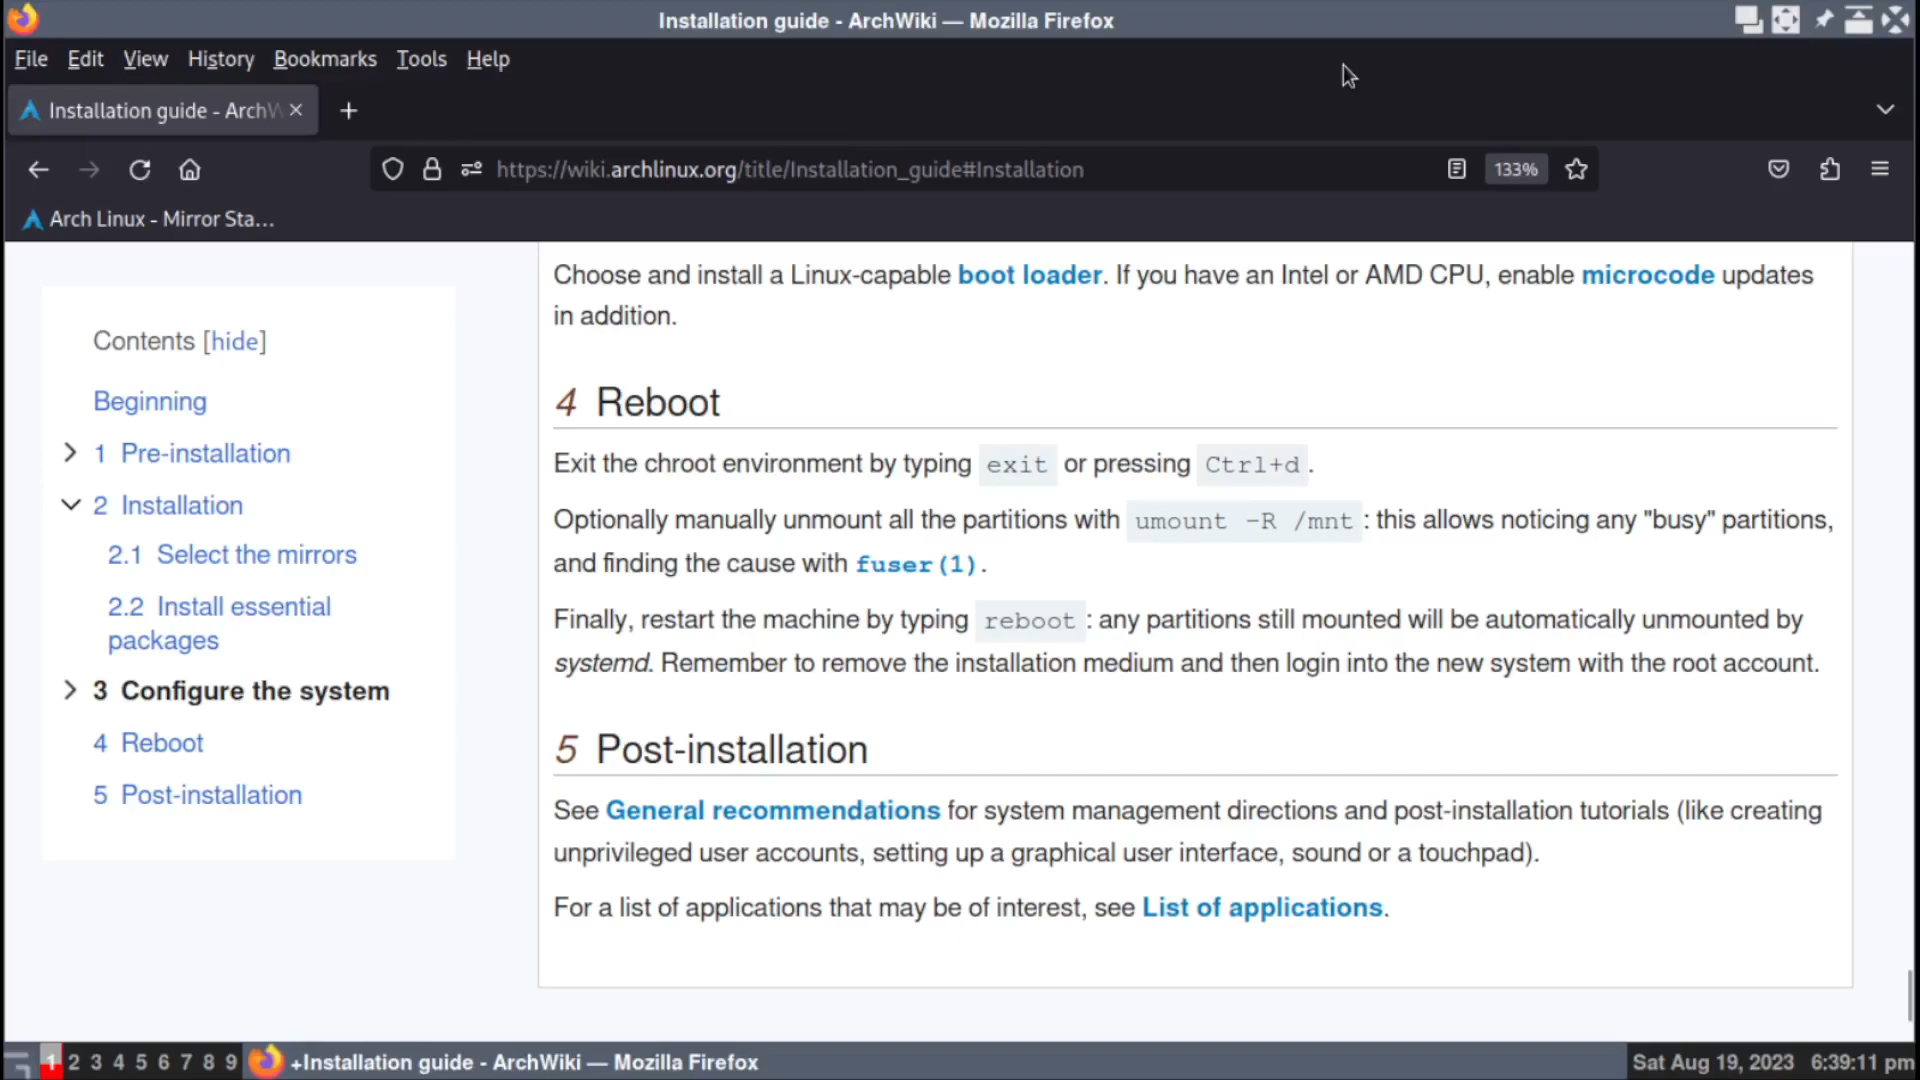 Installation guide - ArchWiki — Mozilla Firefox
File Edit View History Bookmarks Tools Help
Installation guide - ArchW
https://wiki.archlinux.org/title/Installation_guide#Installation 133%
Arch Linux - Mirror Sta...
Contents [hide]
Beginning
1 Pre-installation
2 Installation
2.1 Select the mirrors
2.2 Install essential
packages
3 Configure the system
4 Reboot
5 Post-installation
Choose and install a Linux-capable boot loader. If you have an Intel or AMD CPU, enable microcode updates
in addition.
4 Reboot
Exit the chroot environment by typing exit or pressing Ctrl+d.
Optionally manually unmount all the partitions with umount -R /mnt: this allows noticing any "busy" partitions,
and finding the cause with fuser(1).
Finally, restart the machine by typing reboot: any partitions still mounted will be automatically unmounted by
systemd. Remember to remove the installation medium and then login into the new system with the root account.
5 Post-installation
See General recommendations for system management directions and post-installation tutorials (like creating
unprivileged user accounts, setting up a graphical user interface, sound or a touchpad).
For a list of applications that may be of interest, see List of applications.
1 2 3 4 5 6 7 8 9 +Installation guide - ArchWiki — Mozilla Firefox Sat Aug 19, 2023 6:39:11 pm